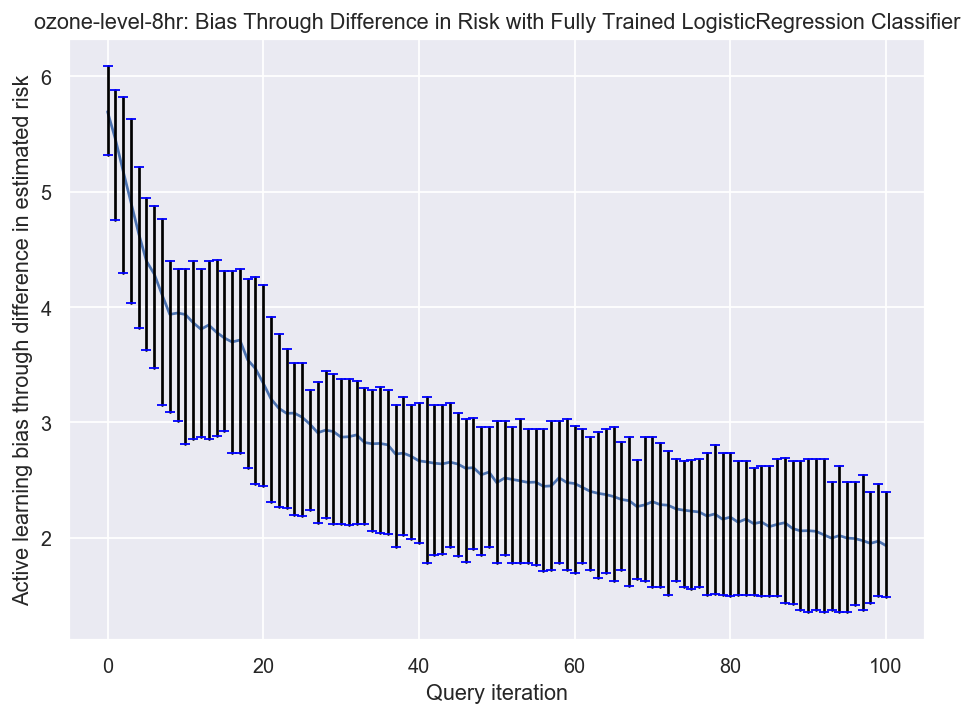 ozone-level-8hr: Bias Through Difference in Risk with Fully Trained LogisticRegression Classifier
Active learning bias through difference in estimated risk
6
5
4
3
2
0 20 40 60 80 100
Query iteration